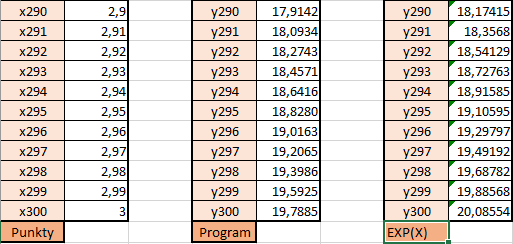 x290 2,9 y290 17,9142 y290 18,17415
x291 2,91 y291 18,0934 y291 18,3568
x292 2,92 y292 18,2743 y292 18,54129
x293 2,93 y293 18,4571 y293 18,72763
x294 2,94 y294 18,6416 y294 18,91585
x295 2,95 y295 18,8280 y295 19,10595
x296 2,96 y296 19,0163 y296 19,29797
x297 2,97 y297 19,2065 y297 19,49192
x298 2,98 y298 19,3986 y298 19,68782
x299 2,99 y299 19,5925 y299 19,88568
x300 3 y300 19,7885 y300 20,08554
Punkty Program EXP(X)